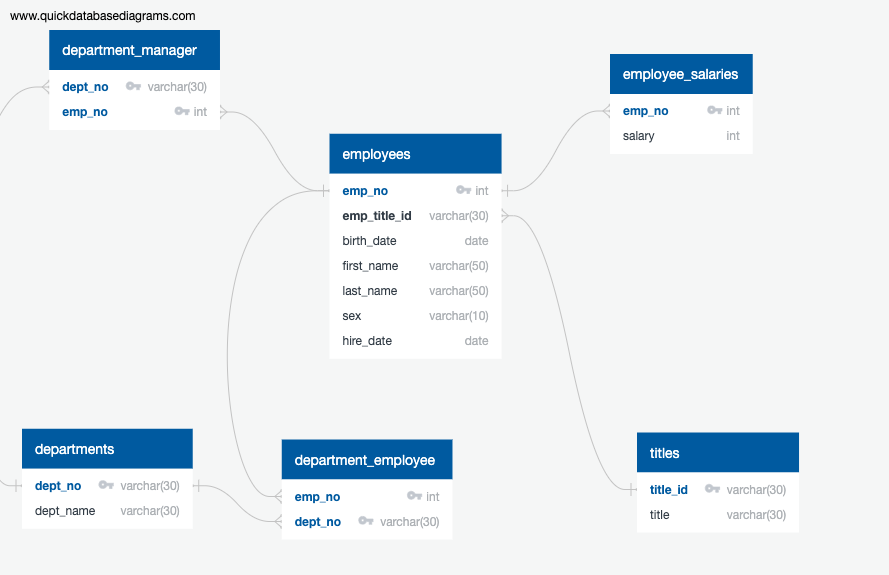 www.quickdatabasediagrams.com
department_manager
dept_no varchar(30)
emp_no int
employee_salaries
emp_no int
salary int
employees
emp_no int
emp_title_id varchar(30)
birth_date date
first_name varchar(50)
last_name varchar(50)
sex varchar(10)
hire_date date
departments
dept_no varchar(30)
dept_name varchar(30)
department_employee
emp_no int
dept_no varchar(30)
titles
title_id varchar(30)
title varchar(30)